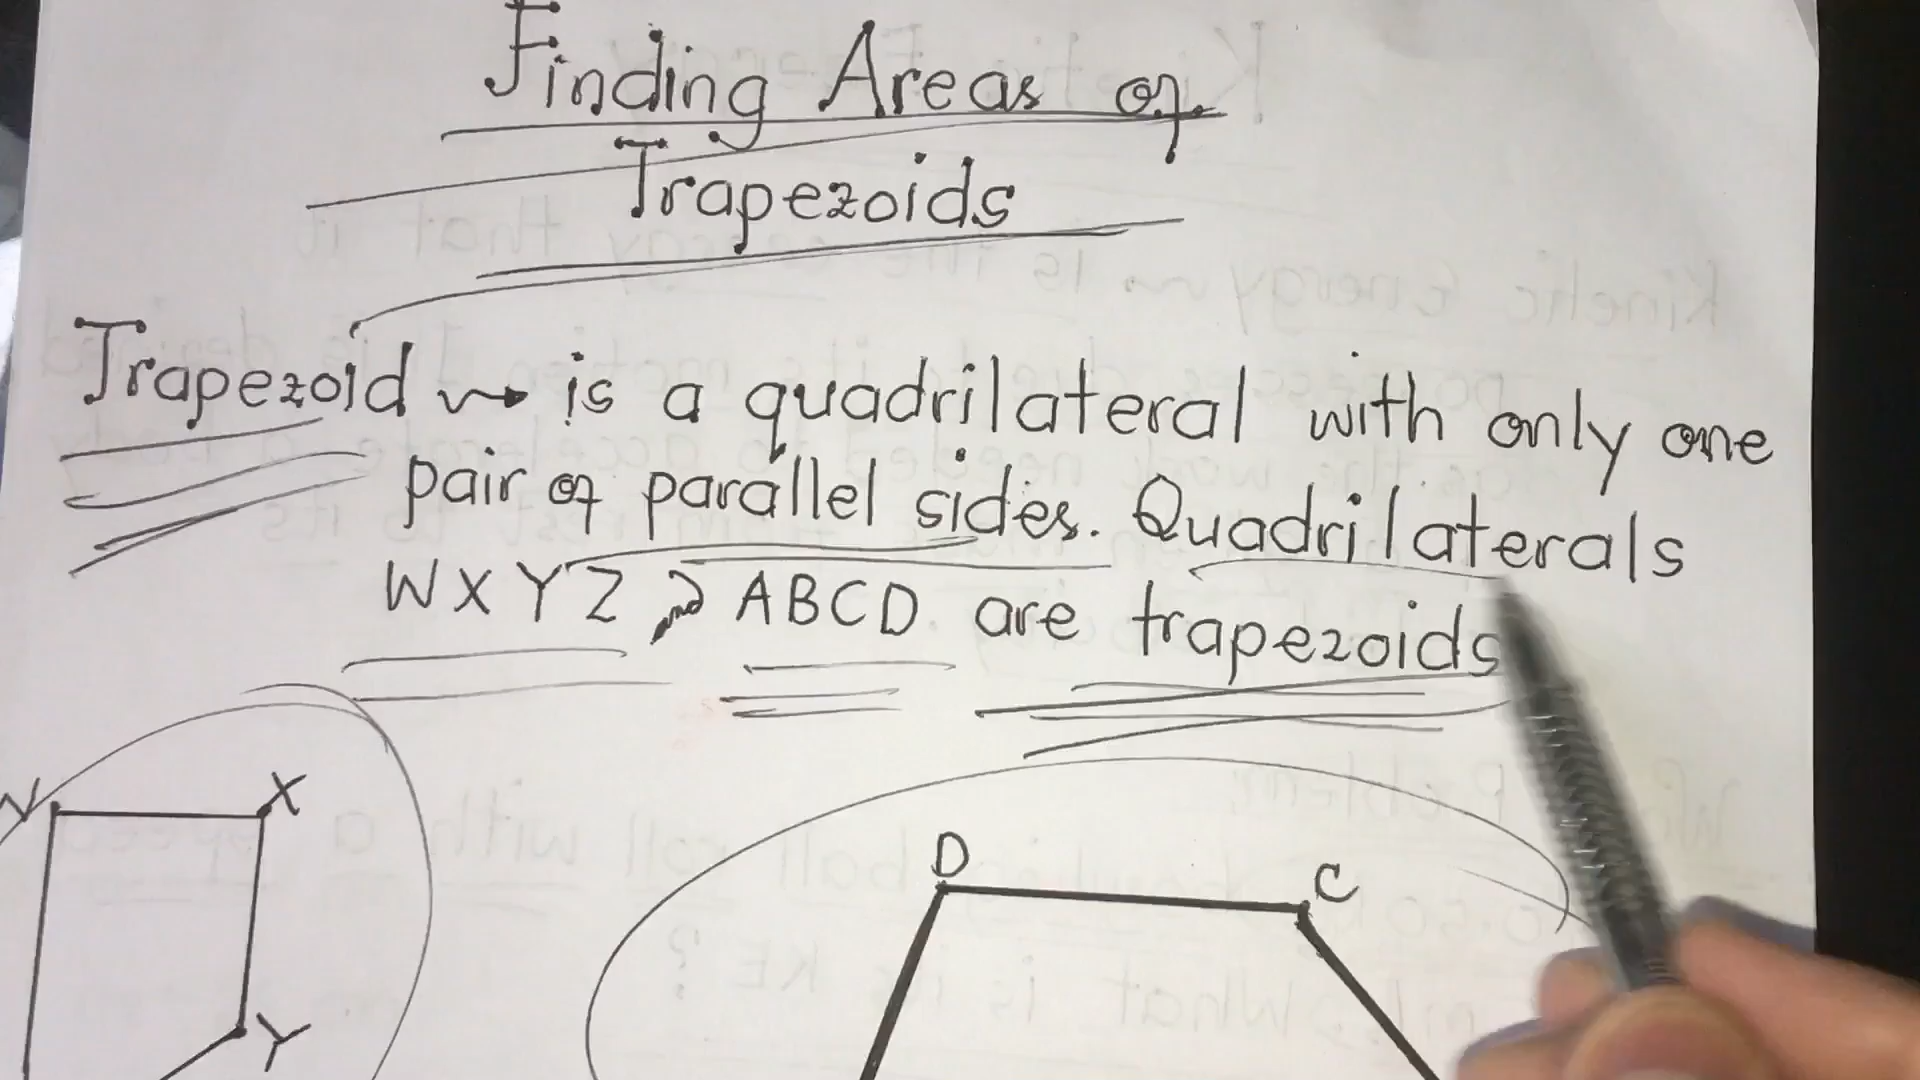 Finding Areas of
Trapezoids
Trapezoid is a quadrilateral with only one
pair of parallel sides. Quadrilaterals
WXYZ and ABCD are trapezoids
X
D
C
Y